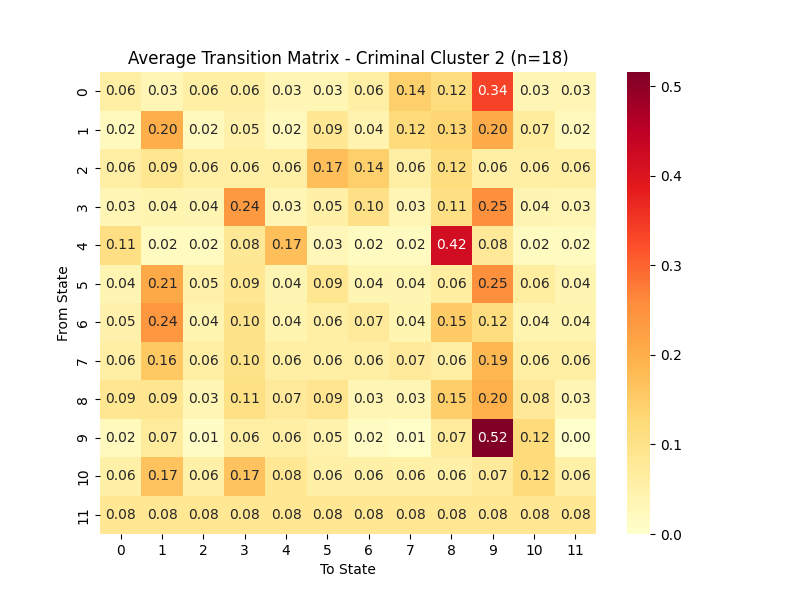 Average Transition Matrix - Criminal Cluster 2 (n=18)
0 0.06 0.03 0.06 0.06 0.03 0.03 0.06 0.14 0.12 0.34 0.03 0.03
1 0.02 0.20 0.02 0.05 0.02 0.09 0.04 0.12 0.13 0.20 0.07 0.02
2 0.06 0.09 0.06 0.06 0.06 0.17 0.14 0.06 0.12 0.06 0.06 0.06
3 0.03 0.04 0.04 0.24 0.03 0.05 0.10 0.03 0.11 0.25 0.04 0.03
4 0.11 0.02 0.02 0.08 0.17 0.03 0.02 0.02 0.42 0.08 0.02 0.02
5 0.04 0.21 0.05 0.09 0.04 0.09 0.04 0.04 0.06 0.25 0.06 0.04
6 0.05 0.24 0.04 0.10 0.04 0.06 0.07 0.04 0.15 0.12 0.04 0.04
7 0.06 0.16 0.06 0.10 0.06 0.06 0.06 0.07 0.06 0.19 0.06 0.06
8 0.09 0.09 0.03 0.11 0.07 0.09 0.03 0.03 0.15 0.20 0.08 0.03
9 0.02 0.07 0.01 0.06 0.06 0.05 0.02 0.01 0.07 0.52 0.12 0.00
10 0.06 0.17 0.06 0.17 0.08 0.06 0.06 0.06 0.06 0.07 0.12 0.06
11 0.08 0.08 0.08 0.08 0.08 0.08 0.08 0.08 0.08 0.08 0.08 0.08
0 1 2 3 4 5 6 7 8 9 10 11
To State
From State
0.5
0.4
0.3
0.2
0.1
0.0